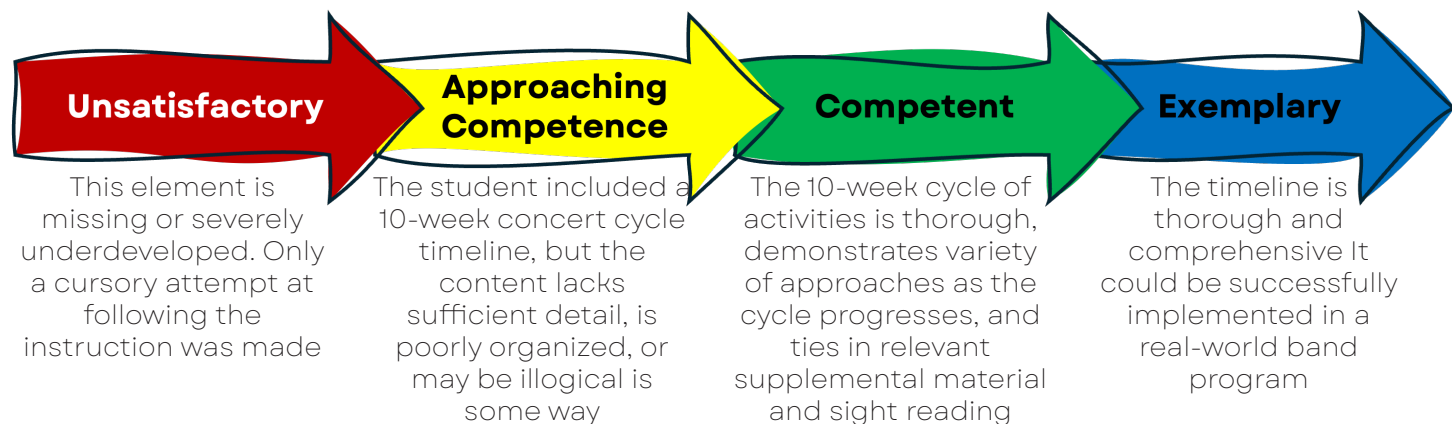 Unsatisfactory
This element is
missing or severely
underdeveloped. Only
a cursory attempt at
following the
instruction was made
Approaching
Competence
The student included a
10-week concert cycle
timeline, but the
content lacks
sufficient detail, is
poorly organized, or
may be illogical is
some way
Competent
The 10-week cycle of
activities is thorough,
demonstrates variety
of approaches as the
cycle progresses, and
ties in relevant
supplemental material
and sight reading
Exemplary
The timeline is
thorough and
comprehensive It
could be successfully
implemented in a
real-world band
program